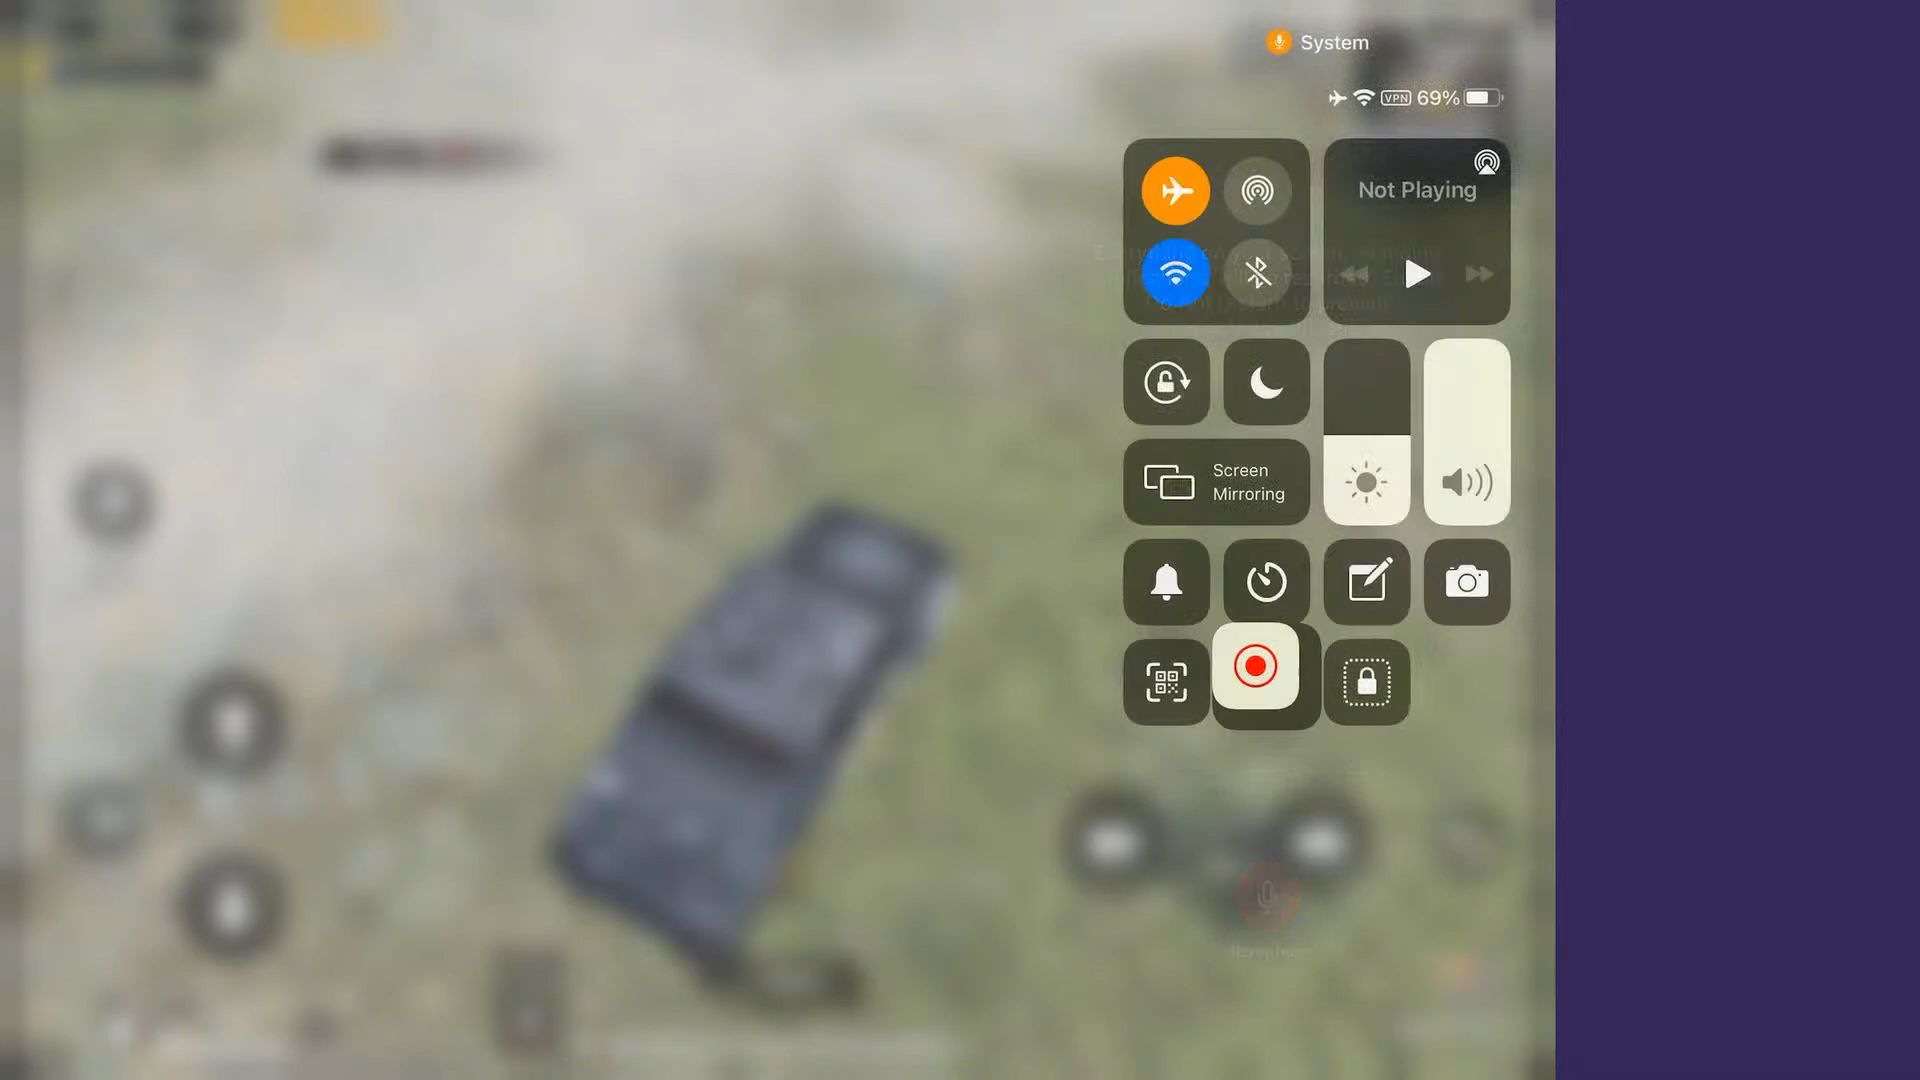 System
VPN 69%
Not Playing
Screen
Mirroring